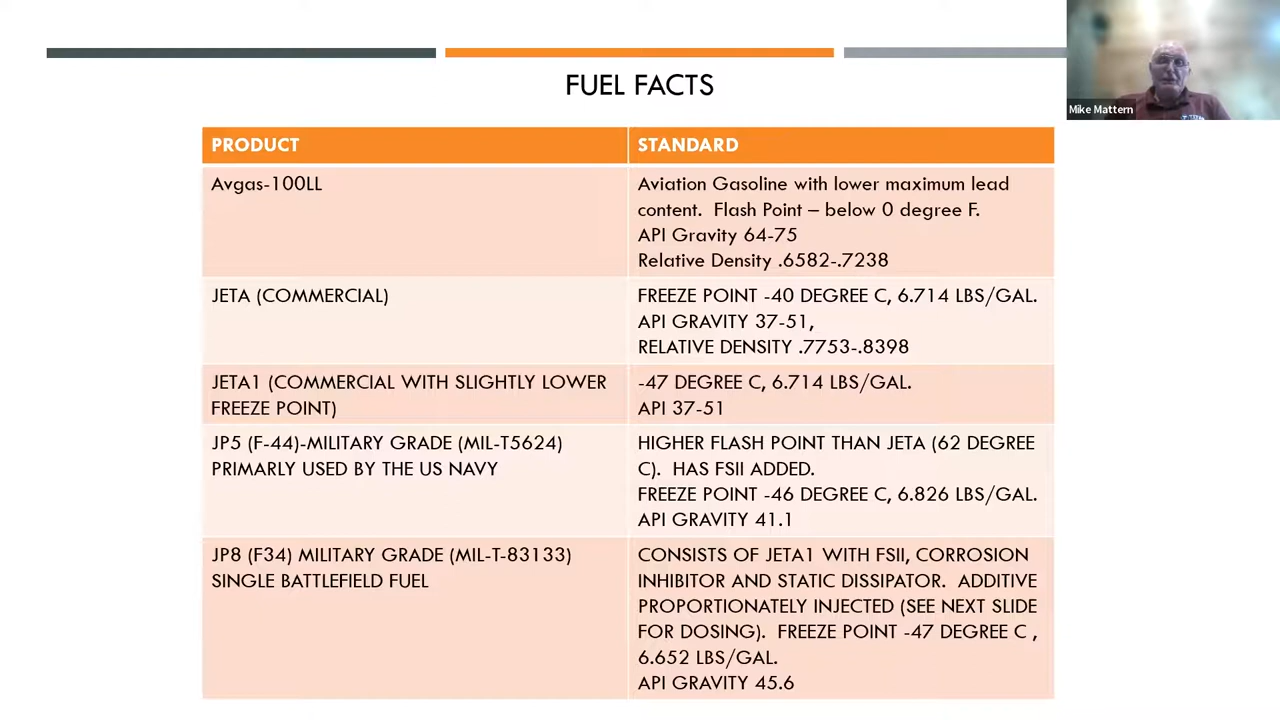 FUEL FACTS
Mike Mattern
PRODUCT
STANDARD
Avgas-100LL
Aviation Gasoline with lower maximum lead
content. Flash Point – below 0 degree F.
API Gravity 64-75
Relative Density .6582-.7238
JETA (COMMERCIAL)
FREEZE POINT -40 DEGREE C, 6.714 LBS/GAL.
API GRAVITY 37-51,
RELATIVE DENSITY .7753-.8398
JETA1 (COMMERCIAL WITH SLIGHTLY LOWER
FREEZE POINT)
-47 DEGREE C, 6.714 LBS/GAL.
API 37-51
JP5 (F-44)-MILITARY GRADE (MIL-T5624)
PRIMARLY USED BY THE US NAVY
HIGHER FLASH POINT THAN JETA (62 DEGREE
C). HAS FSII ADDED.
FREEZE POINT -46 DEGREE C, 6.826 LBS/GAL.
API GRAVITY 41.1
JP8 (F34) MILITARY GRADE (MIL-T-83133)
SINGLE BATTLEFIELD FUEL
CONSISTS OF JETA1 WITH FSII, CORROSION
INHIBITOR AND STATIC DISSIPATOR. ADDITIVE
PROPORTIONATELY INJECTED (SEE NEXT SLIDE
FOR DOSING). FREEZE POINT -47 DEGREE C ,
6.652 LBS/GAL.
API GRAVITY 45.6